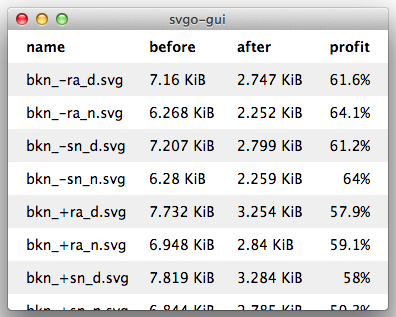 svgo-gui
name before after profit
bkn_-ra_d.svg 7.16 KiB 2.747 KiB 61.6%
bkn_-ra_n.svg 6.268 KiB 2.252 KiB 64.1%
bkn_-sn_d.svg 7.207 KiB 2.799 KiB 61.2%
bkn_-sn_n.svg 6.28 KiB 2.259 KiB 64%
bkn_+ra_d.svg 7.732 KiB 3.254 KiB 57.9%
bkn_+ra_n.svg 6.948 KiB 2.84 KiB 59.1%
bkn_+sn_d.svg 7.819 KiB 3.284 KiB 58%
bkn_+sn_n.svg 6.844 KiB 2.785 KiB 59.3%